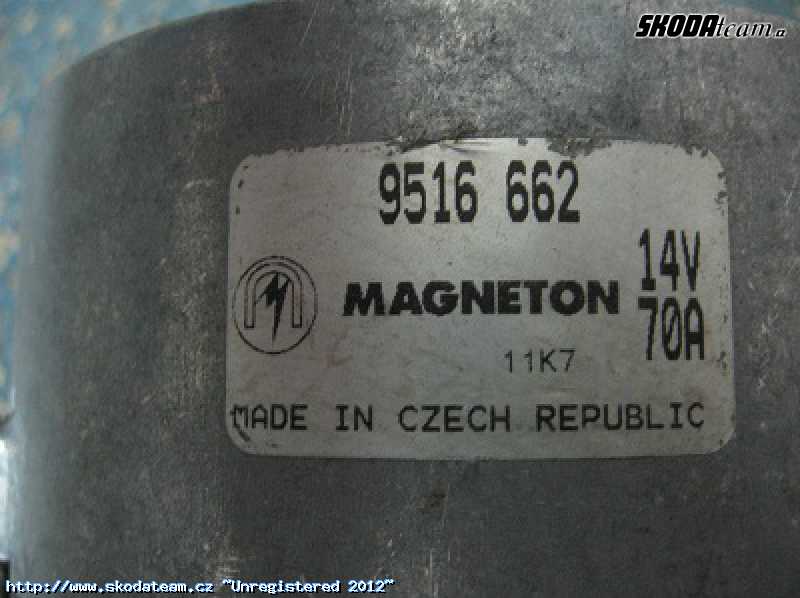 SKODAteam.cz
9516 662
14V
MAGNETON
70A
11K7
MADE IN CZECH REPUBLIC
http://www.skodateam.cz ~Unregistered 2012~